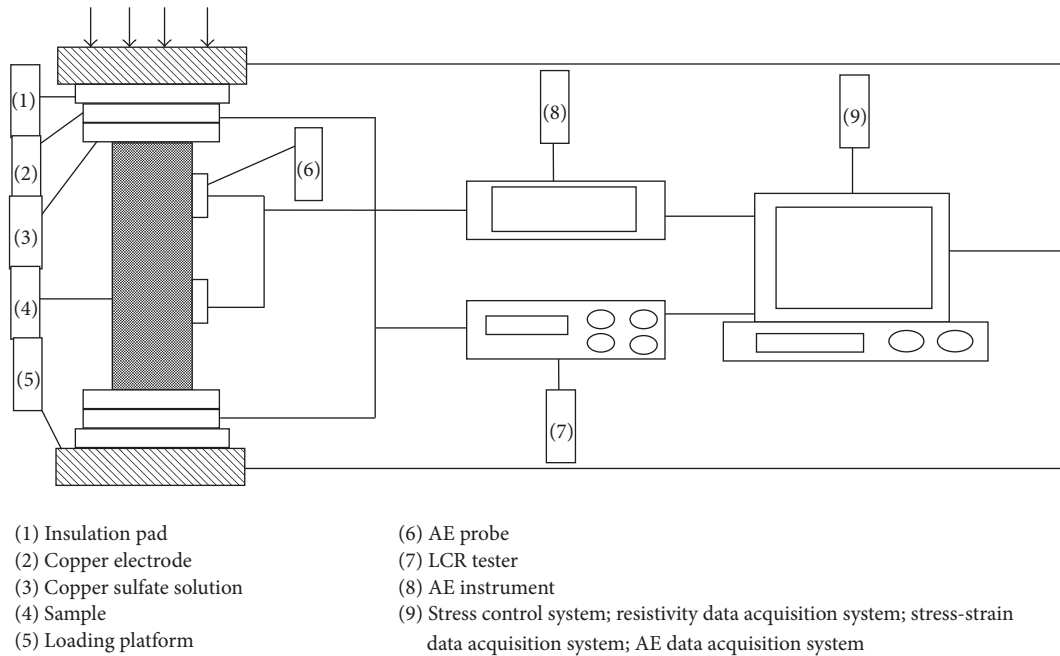 (1)
(2)
(3)
(4)
(5)
(6)
(7)
(8)
(9)
(1) Insulation pad
(2) Copper electrode
(3) Copper sulfate solution
(4) Sample
(5) Loading platform
(6) AE probe
(7) LCR tester
(8) AE instrument
(9) Stress control system; resistivity data acquisition system; stress-strain
data acquisition system; AE data acquisition system